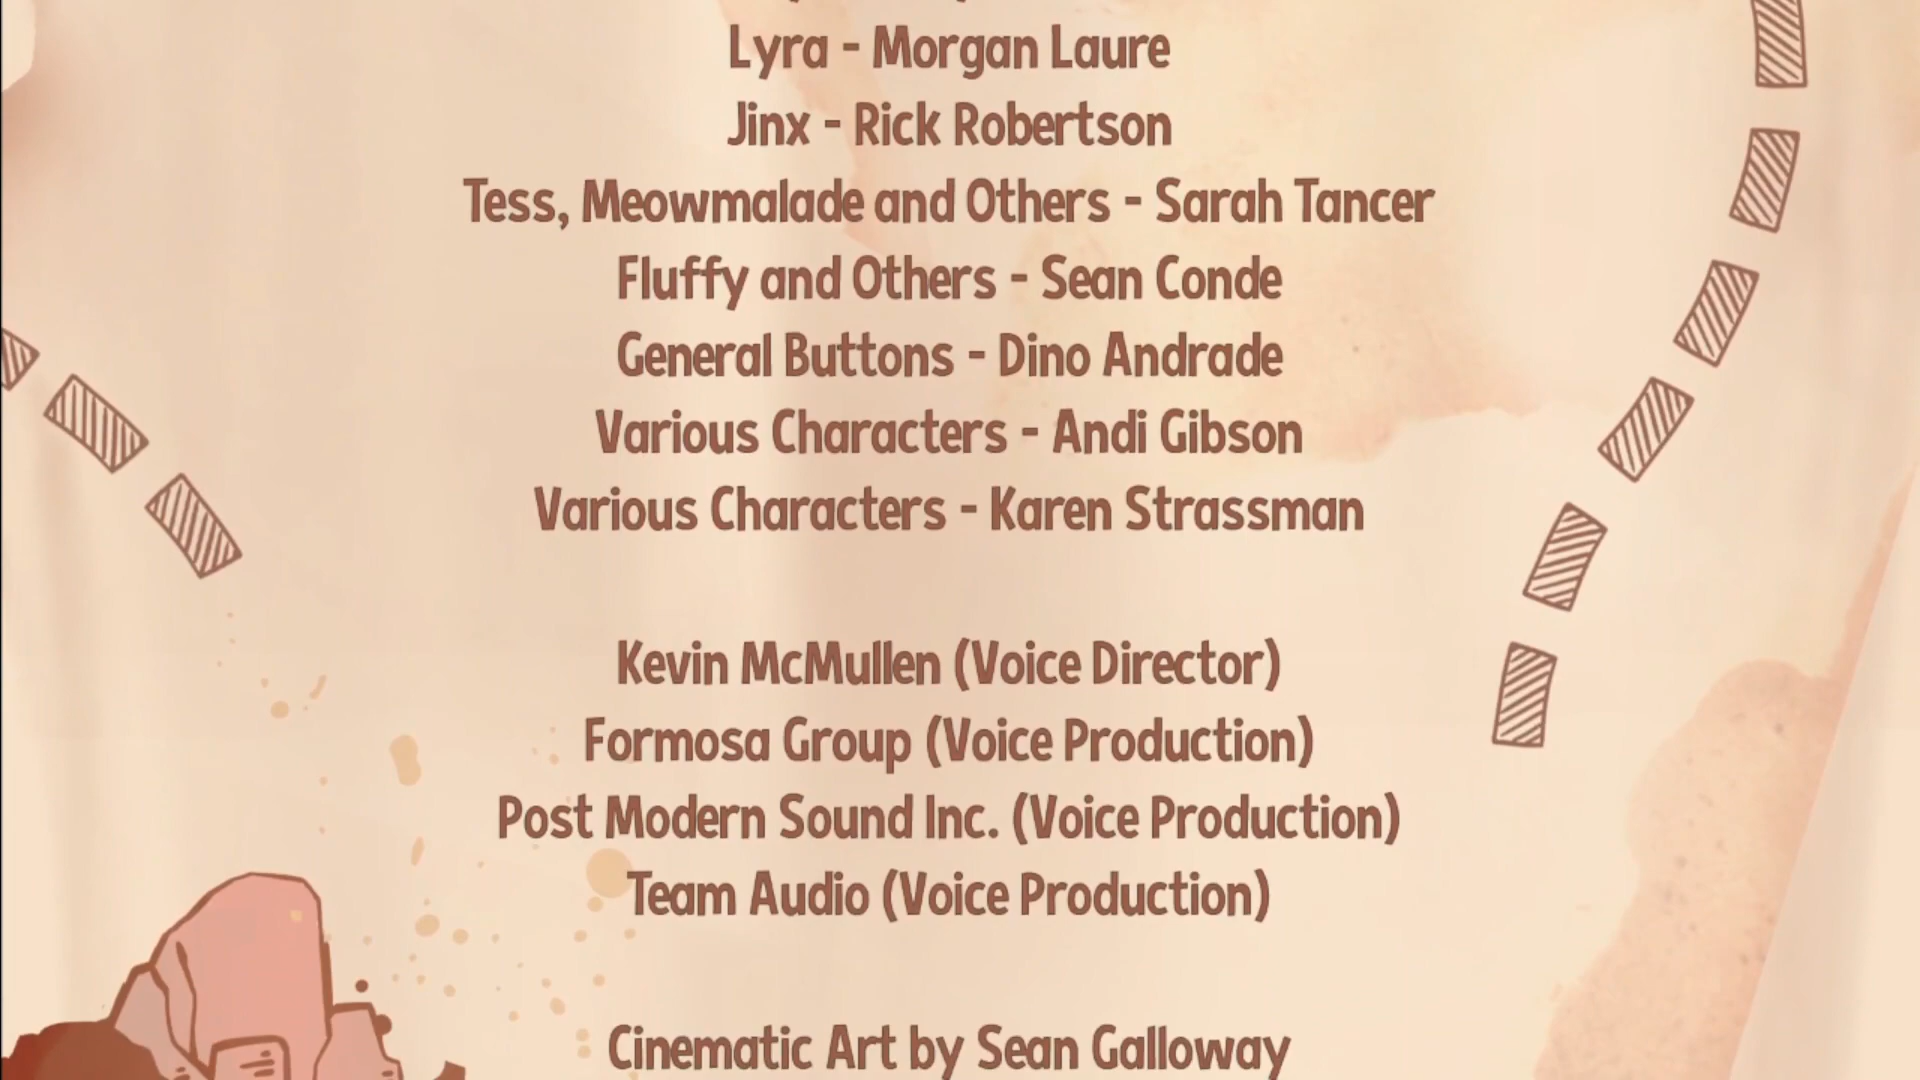 Lyra - Morgan Laure
Jinx - Rick Robertson
Tess, Meowmalade and Others - Sarah Tancer
Fluffy and Others - Sean Conde
General Buttons - Dino Andrade
Various Characters - Andi Gibson
Various Characters - Karen Strassman
Kevin McMullen (Voice Director)
Formosa Group (Voice Production)
Post Modern Sound Inc. (Voice Production)
Team Audio (Voice Production)
Cinematic Art by Sean Galloway